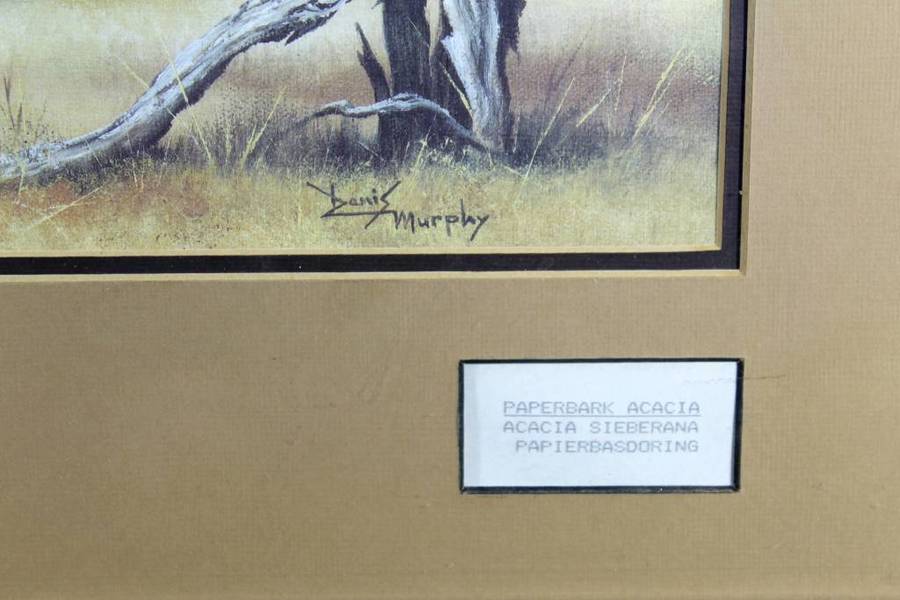 Denis
Murphy
PAPERBARK ACACIA
ACACIA SIEBERANA
PAPIERBASDORING